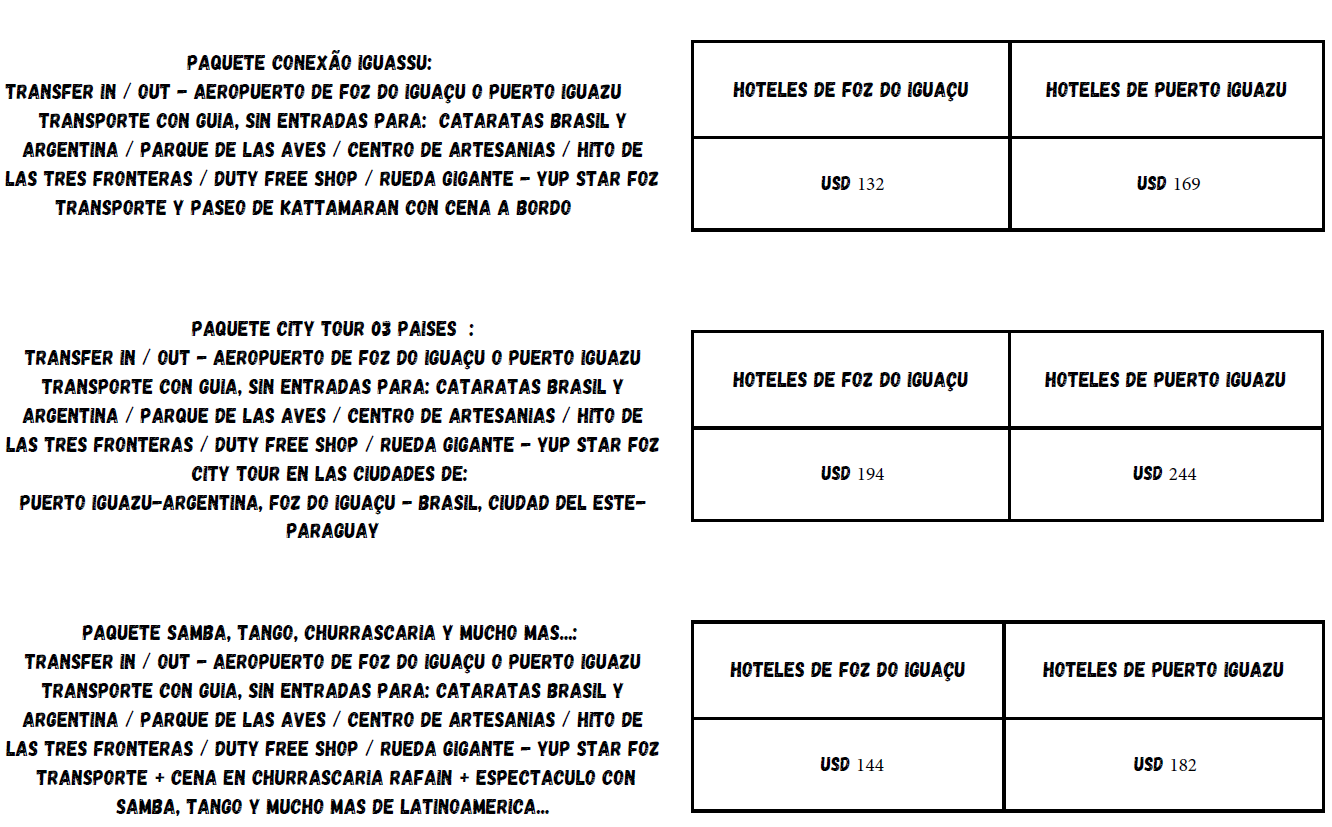 PAQUETE CONEXÃO IGUASSU:
TRANSFER IN / OUT - AEROPUERTO DE FOZ DO IGUAÇU O PUERTO IGUAZU
TRANSPORTE CON GUIA, SIN ENTRADAS PARA: CATARATAS BRASIL Y
ARGENTINA / PARQUE DE LAS AVES / CENTRO DE ARTESANIAS / HITO DE
LAS TRES FRONTERAS / DUTY FREE SHOP / RUEDA GIGANTE - YUP STAR FOZ
TRANSPORTE Y PASEO DE KATTAMARAN CON CENA A BORDO
HOTELES DE FOZ DO IGUAÇU
HOTELES DE PUERTO IGUAZU
USD 132
USD 169
PAQUETE CITY TOUR 03 PAISES :
TRANSFER IN / OUT - AEROPUERTO DE FOZ DO IGUAÇU O PUERTO IGUAZU
TRANSPORTE CON GUIA, SIN ENTRADAS PARA: CATARATAS BRASIL Y
ARGENTINA / PARQUE DE LAS AVES / CENTRO DE ARTESANIAS / HITO DE
LAS TRES FRONTERAS / DUTY FREE SHOP / RUEDA GIGANTE - YUP STAR FOZ
CITY TOUR EN LAS CIUDADES DE:
PUERTO IGUAZU-ARGENTINA, FOZ DO IGUAÇU - BRASIL, CIUDAD DEL ESTE-
PARAGUAY
HOTELES DE FOZ DO IGUAÇU
HOTELES DE PUERTO IGUAZU
USD 194
USD 244
PAQUETE SAMBA, TANGO, CHURRASCARIA Y MUCHO MAS...:
TRANSFER IN / OUT - AEROPUERTO DE FOZ DO IGUAÇU O PUERTO IGUAZU
TRANSPORTE CON GUIA, SIN ENTRADAS PARA: CATARATAS BRASIL Y
ARGENTINA / PARQUE DE LAS AVES / CENTRO DE ARTESANIAS / HITO DE
LAS TRES FRONTERAS / DUTY FREE SHOP / RUEDA GIGANTE - YUP STAR FOZ
TRANSPORTE + CENA EN CHURRASCARIA RAFAIN + ESPECTACULO CON
SAMBA, TANGO Y MUCHO MAS DE LATINOAMERICA...
HOTELES DE FOZ DO IGUAÇU
HOTELES DE PUERTO IGUAZU
USD 144
USD 182